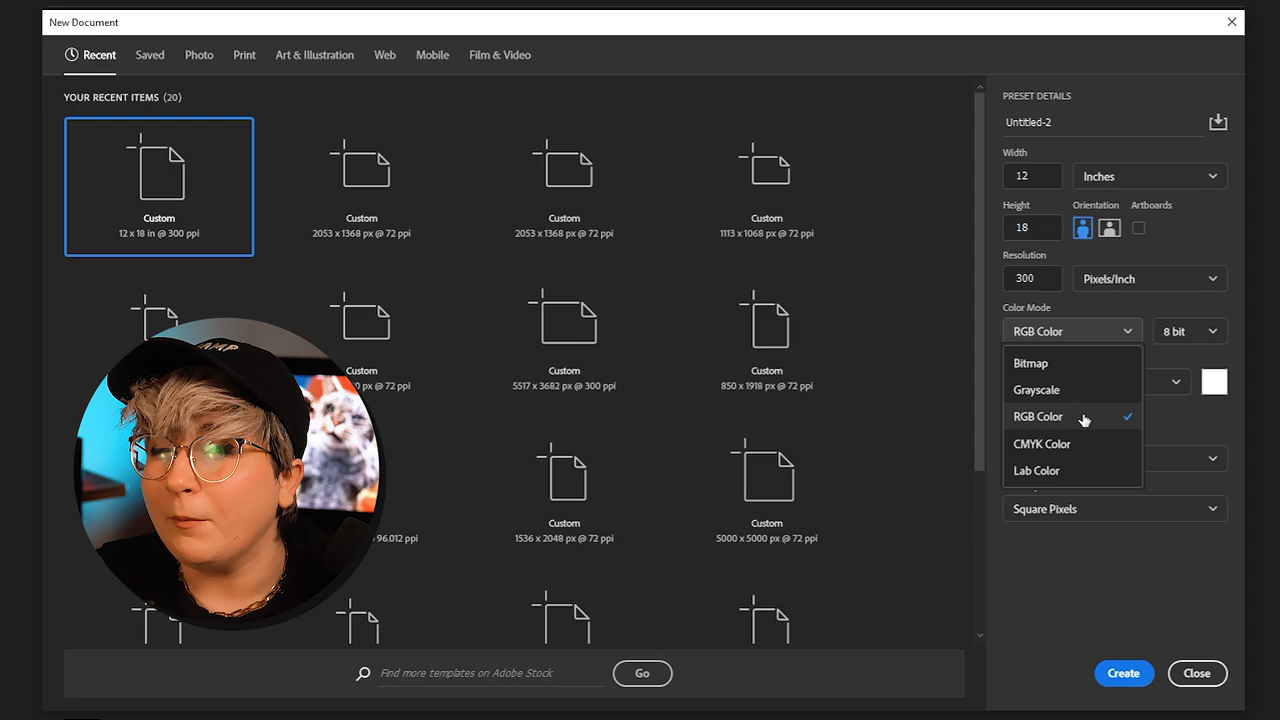 New Document
Recent Saved Photo Print Art & Illustration Web Mobile Film & Video
YOUR RECENT ITEMS (20)
Custom
12 x 18 in @ 300 ppi
Custom
2053 x 1368 px @ 72 ppi
Custom
2053 x 1368 px @ 72 ppi
Custom
1113 x 1068 px @ 72 ppi
Custom
px @ 72 ppi
Custom
5517 x 3682 px @ 300 ppi
Custom
850 x 1918 px @ 72 ppi
96.012 ppi
Custom
1536 x 2048 px @ 72 ppi
Custom
5000 x 5000 px @ 72 ppi
Find more templates on Adobe Stock
Go
PRESET DETAILS
Untitled-2
Width
12 Inches
Height Orientation Artboards
18
Resolution
300 Pixels/Inch
Color Mode
RGB Color 8 bit
Bitmap
Grayscale
RGB Color
CMYK Color
Lab Color
Square Pixels
Create Close